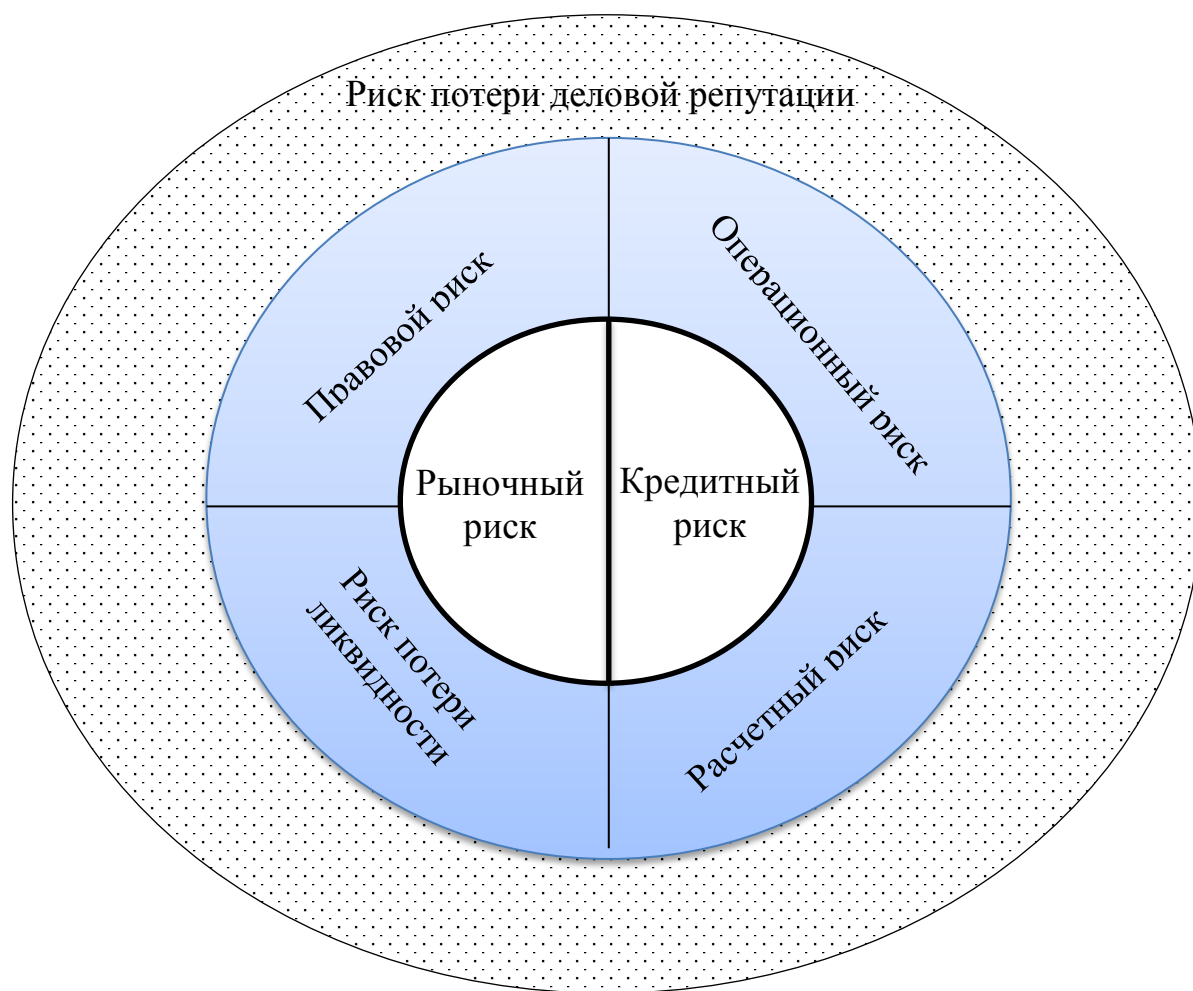 Риск потери деловой репутации
Правовой риск
Операционный риск
Рыночный
риск
Кредитный
риск
Риск потери
ликвидности
Расчетный риск